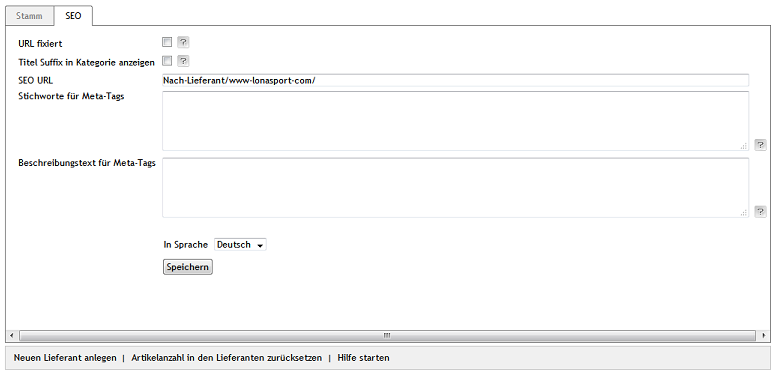 Stamm SEO
URL fixiert ?
Titel Suffix in Kategorie anzeigen ?
SEO URL Nach-Lieferant/www-lonasport-com/
Stichworte für Meta-Tags
?
Beschreibungstext für Meta-Tags
?
In Sprache Deutsch
Speichern
Neuen Lieferant anlegen | Artikelanzahl in den Lieferanten zurücksetzen | Hilfe starten